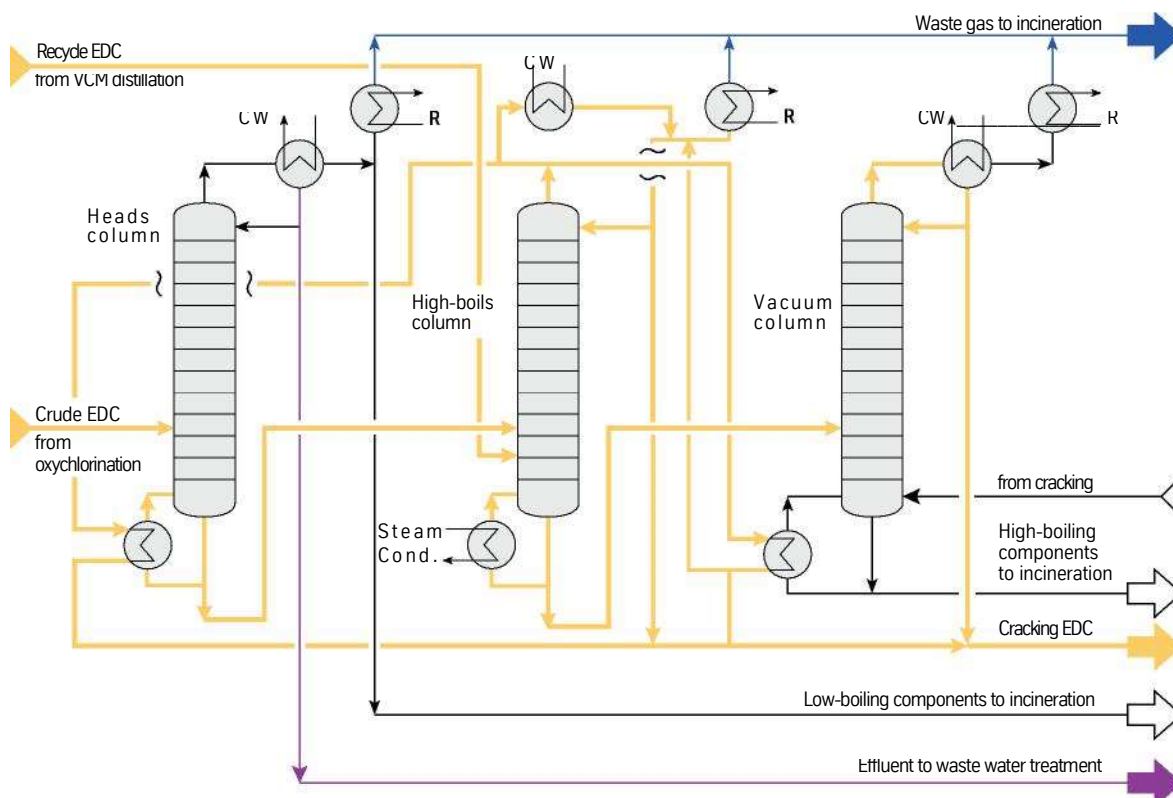 Waste gas to incineration
Recycle EDC
from VCM distillation
CW
CW
R
R
CW
R
Heads
column
High-boils
column
Vacuum
column
Crude EDC
from
oxychlorination
Steam
Cond.
from cracking
High-boiling
components
to incineration
Cracking EDC
Low-boiling components to incineration
Effluent to waste water treatment